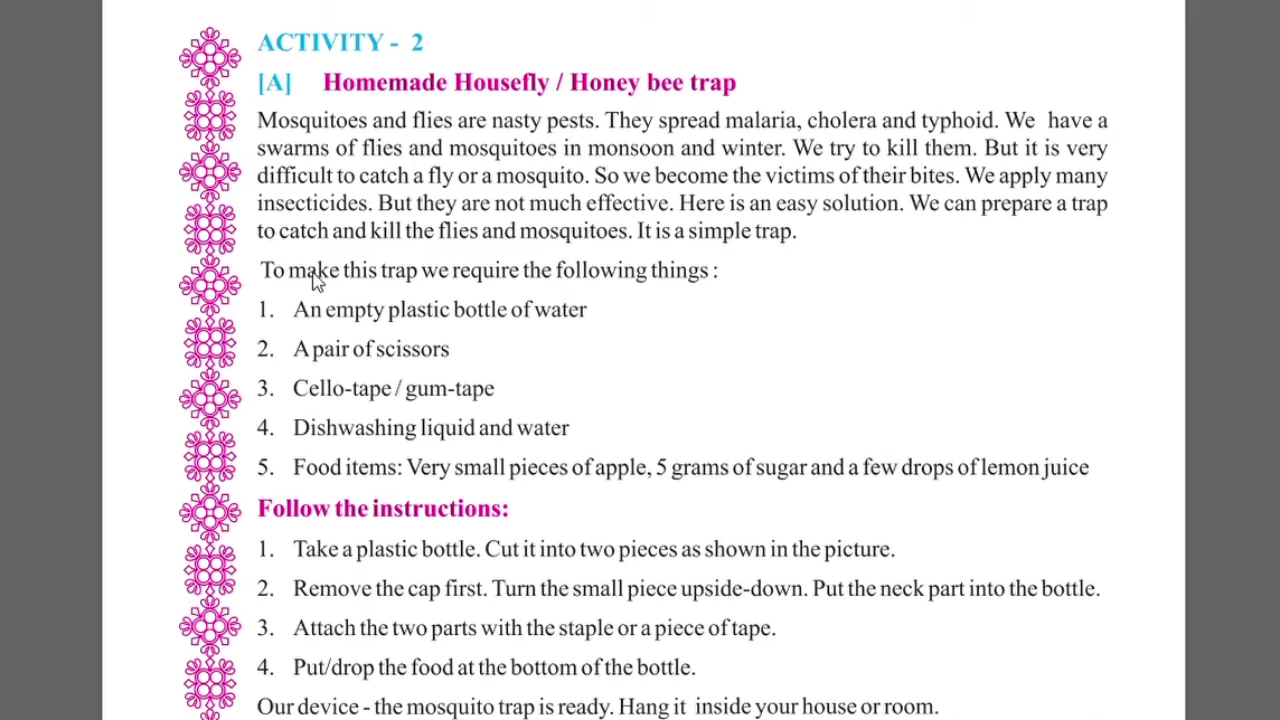 ACTIVITY - 2
[A] Homemade Housefly / Honey bee trap
Mosquitoes and flies are nasty pests. They spread malaria, cholera and typhoid. We have a
swarms of flies and mosquitoes in monsoon and winter. We try to kill them. But it is very
difficult to catch a fly or a mosquito. So we become the victims of their bites. We apply many
insecticides. But they are not much effective. Here is an easy solution. We can prepare a trap
to catch and kill the flies and mosquitoes. It is a simple trap.
To make this trap we require the following things :
1. An empty plastic bottle of water
2. A pair of scissors
3. Cello-tape / gum-tape
4. Dishwashing liquid and water
5. Food items: Very small pieces of apple, 5 grams of sugar and a few drops of lemon juice
Follow the instructions:
1. Take a plastic bottle. Cut it into two pieces as shown in the picture.
2. Remove the cap first. Turn the small piece upside-down. Put the neck part into the bottle.
3. Attach the two parts with the staple or a piece of tape.
4. Put/drop the food at the bottom of the bottle.
Our device - the mosquito trap is ready. Hang it inside your house or room.